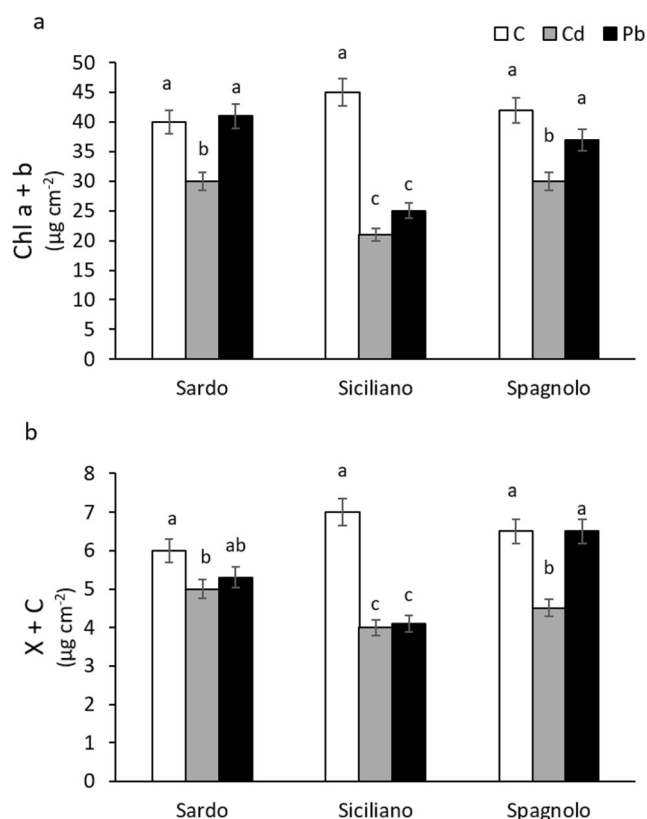 a
C Cd Pb
50
45
40
35
30
25
20
15
10
5
0
Chl a + b
(µg cm-2)
a b a
a c c
a b a
Sardo Siciliano Spagnolo
b
8
7
6
5
4
3
2
1
0
X + C
(µg cm-2)
a b ab
a c c
a b a
Sardo Siciliano Spagnolo